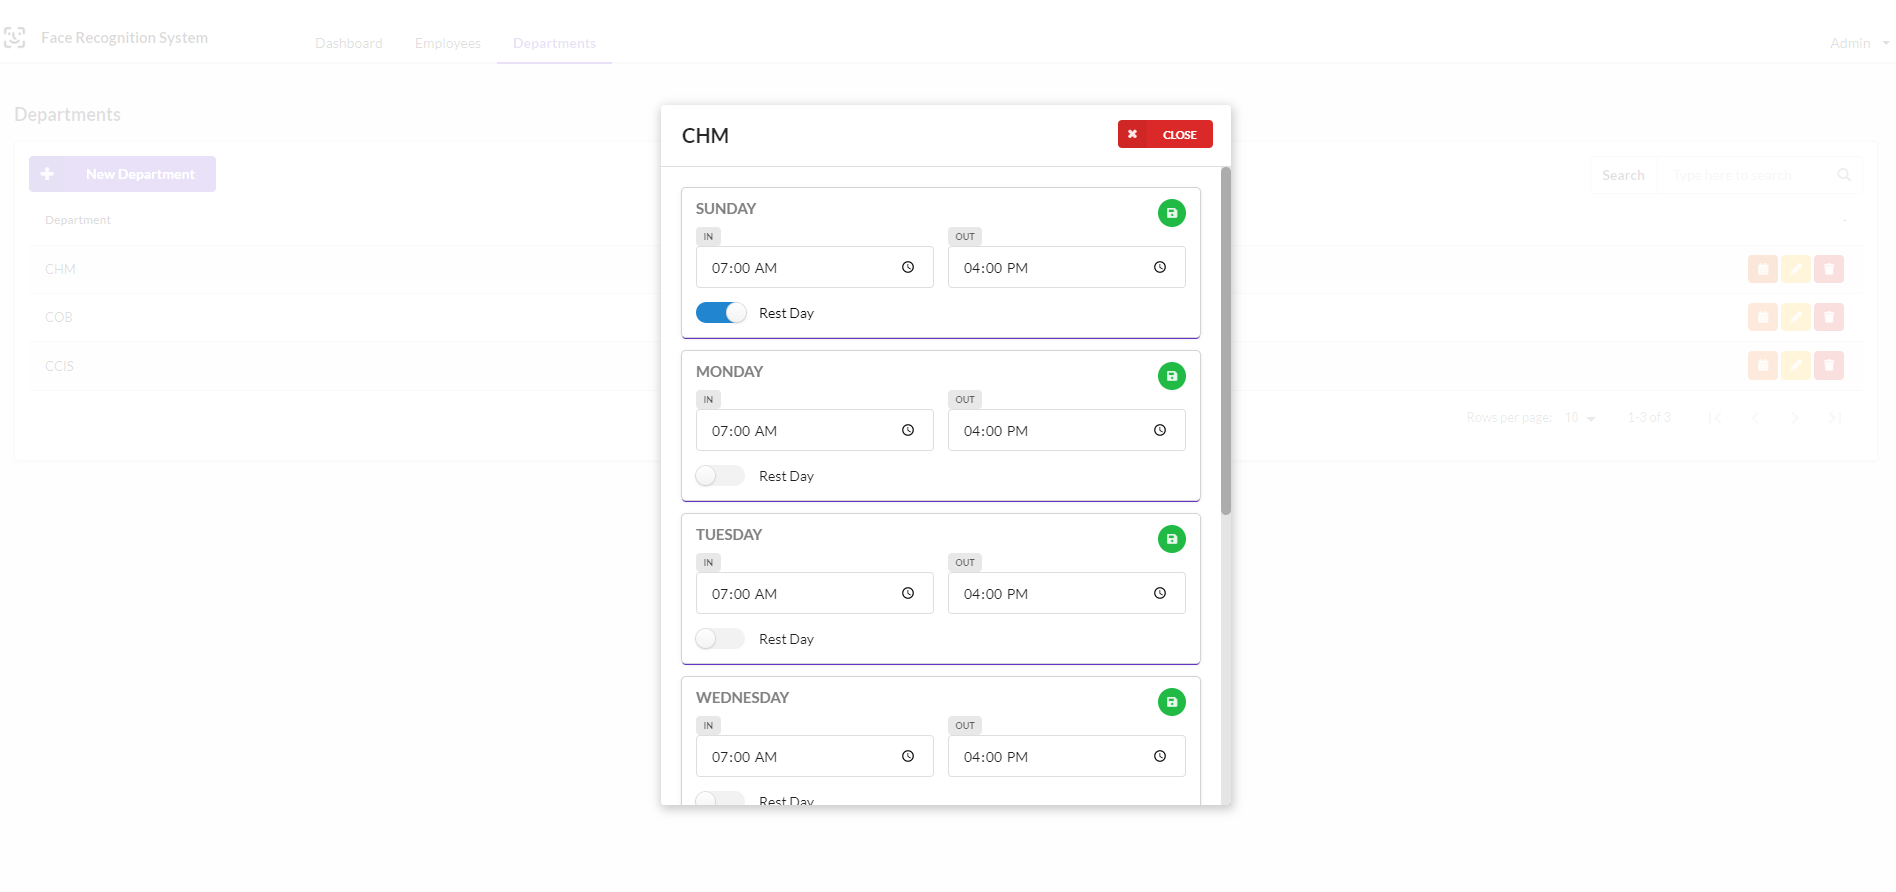 Face Recognition System
Dashboard Employees Departments
Admin
Departments
New Department
Search Type here to search
Department
CHM
COB
CCIS
Rows per page: 10 1-3 of 3
CHM
CLOSE
SUNDAY
IN OUT
07:00 AM 04:00 PM
Rest Day
MONDAY
IN OUT
07:00 AM 04:00 PM
Rest Day
TUESDAY
IN OUT
07:00 AM 04:00 PM
Rest Day
WEDNESDAY
IN OUT
07:00 AM 04:00 PM
Rest Day